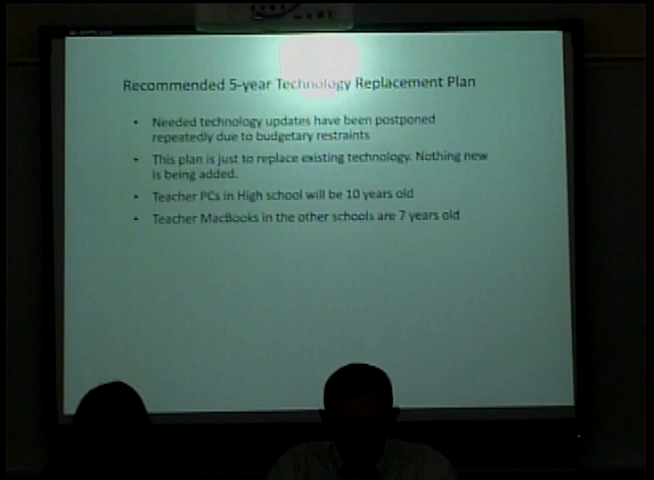 Recommended 5-year Technology Replacement Plan
• Needed technology updates have been postponed
repeatedly due to budgetary restraints
• This plan is just to replace existing technology. Nothing new
is being added.
• Teacher PCs in High school will be 10 years old
• Teacher MacBooks in the other schools are 7 years old